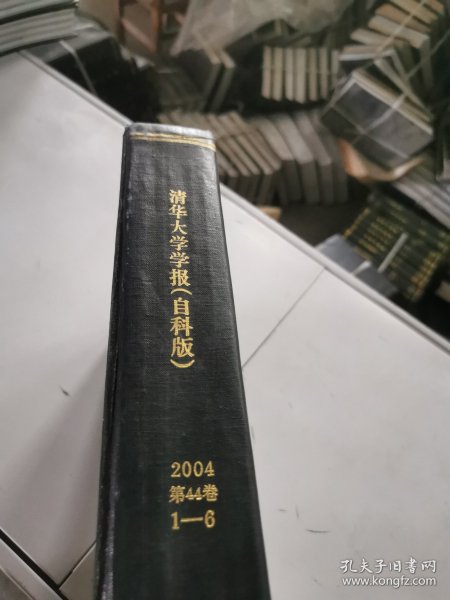 清华大学学报(自科版)
2004
第44卷
1—6
孔夫子旧书网
www.kongfz.com